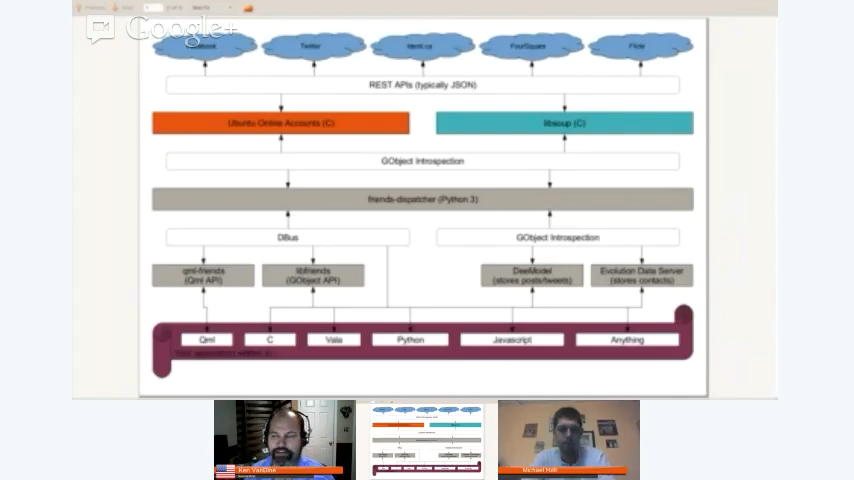 Google+
Twitter
Identi.ca
FourSquare
Flickr
REST APIs (typically JSON)
Ubuntu Online Accounts (C)
libsoup (C)
GObject Introspection
friends-dispatcher (Python 3)
DBus
GObject Introspection
qml-friends
(Qml API)
libfriends
(GObject API)
DeeModel
(stores posts/tweets)
Evolution Data Server
(stores contacts)
Qml
C
Vala
Python
Javascript
Anything
Ken VanDine
Michael Hall